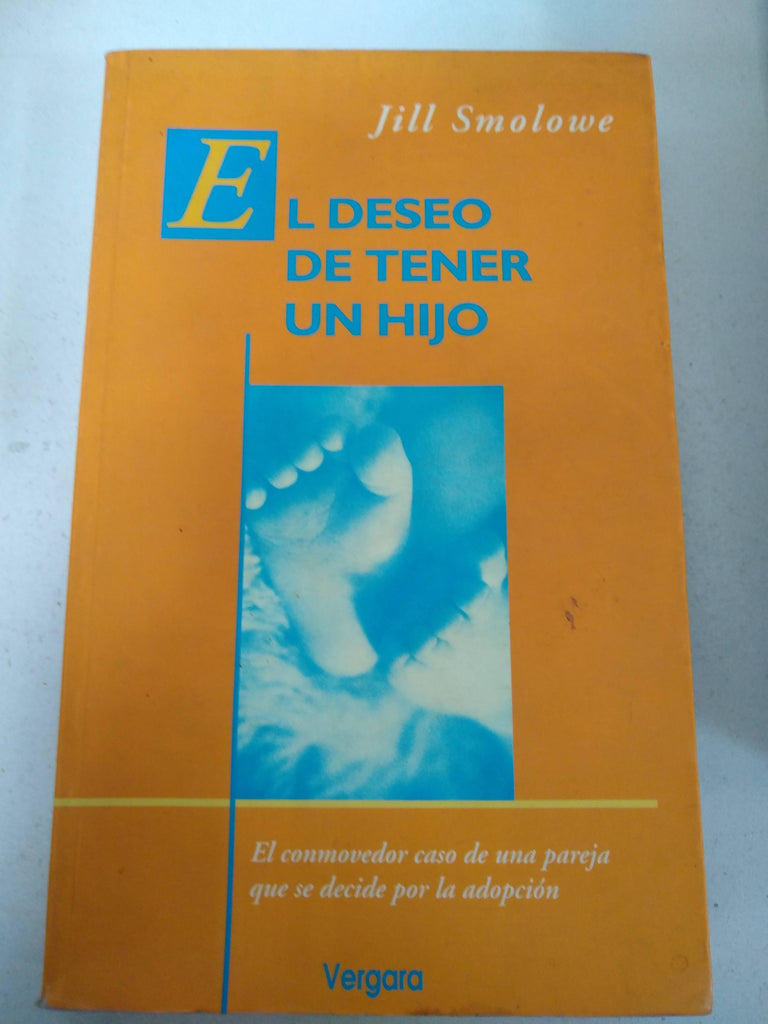 Jill Smolowe
EL DESEO
DE TENER
UN HIJO
El conmovedor caso de una pareja
que se decide por la adopción
Vergara